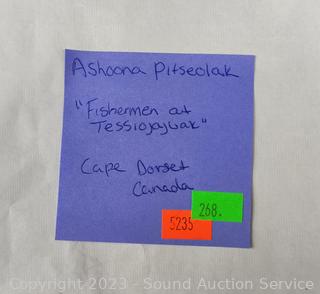 Ashoona Pitseolak
"Fishermen at
Tessiojajuak"
Cape Dorset
Canada
268.
5235
Copyright 2023 - Sound Auction Service